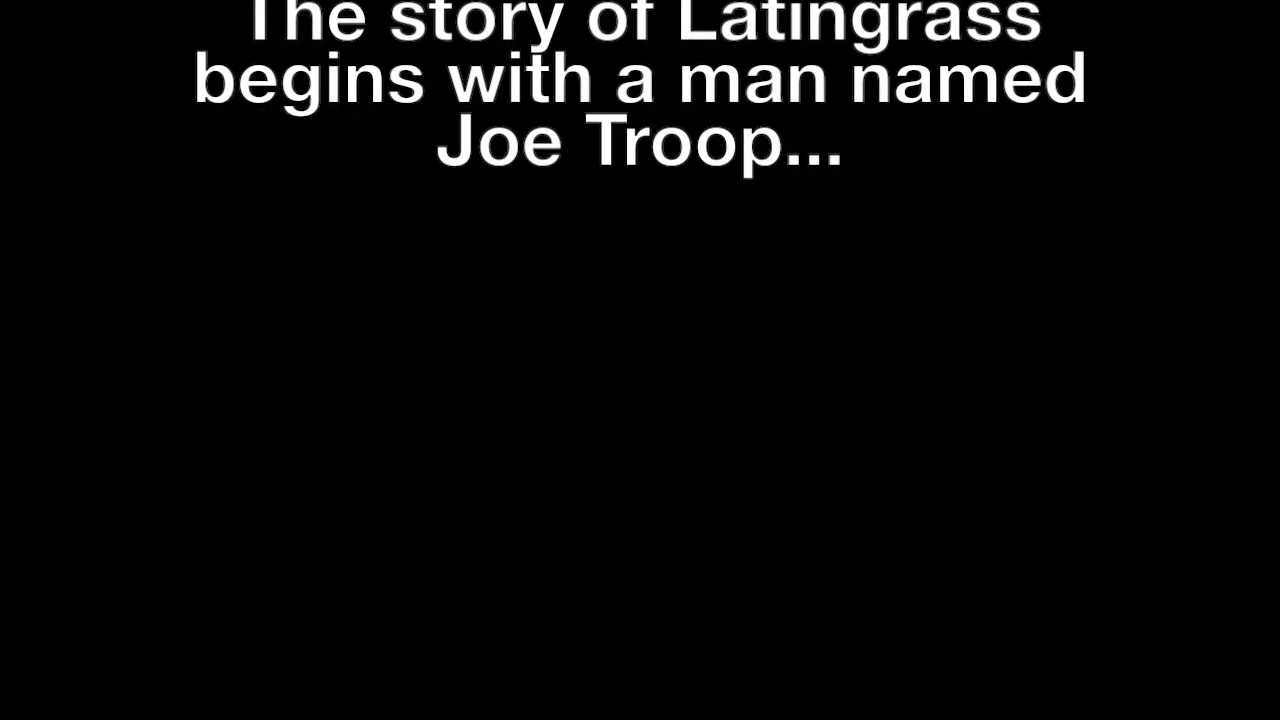 The story of Latingrass
begins with a man named
Joe Troop...